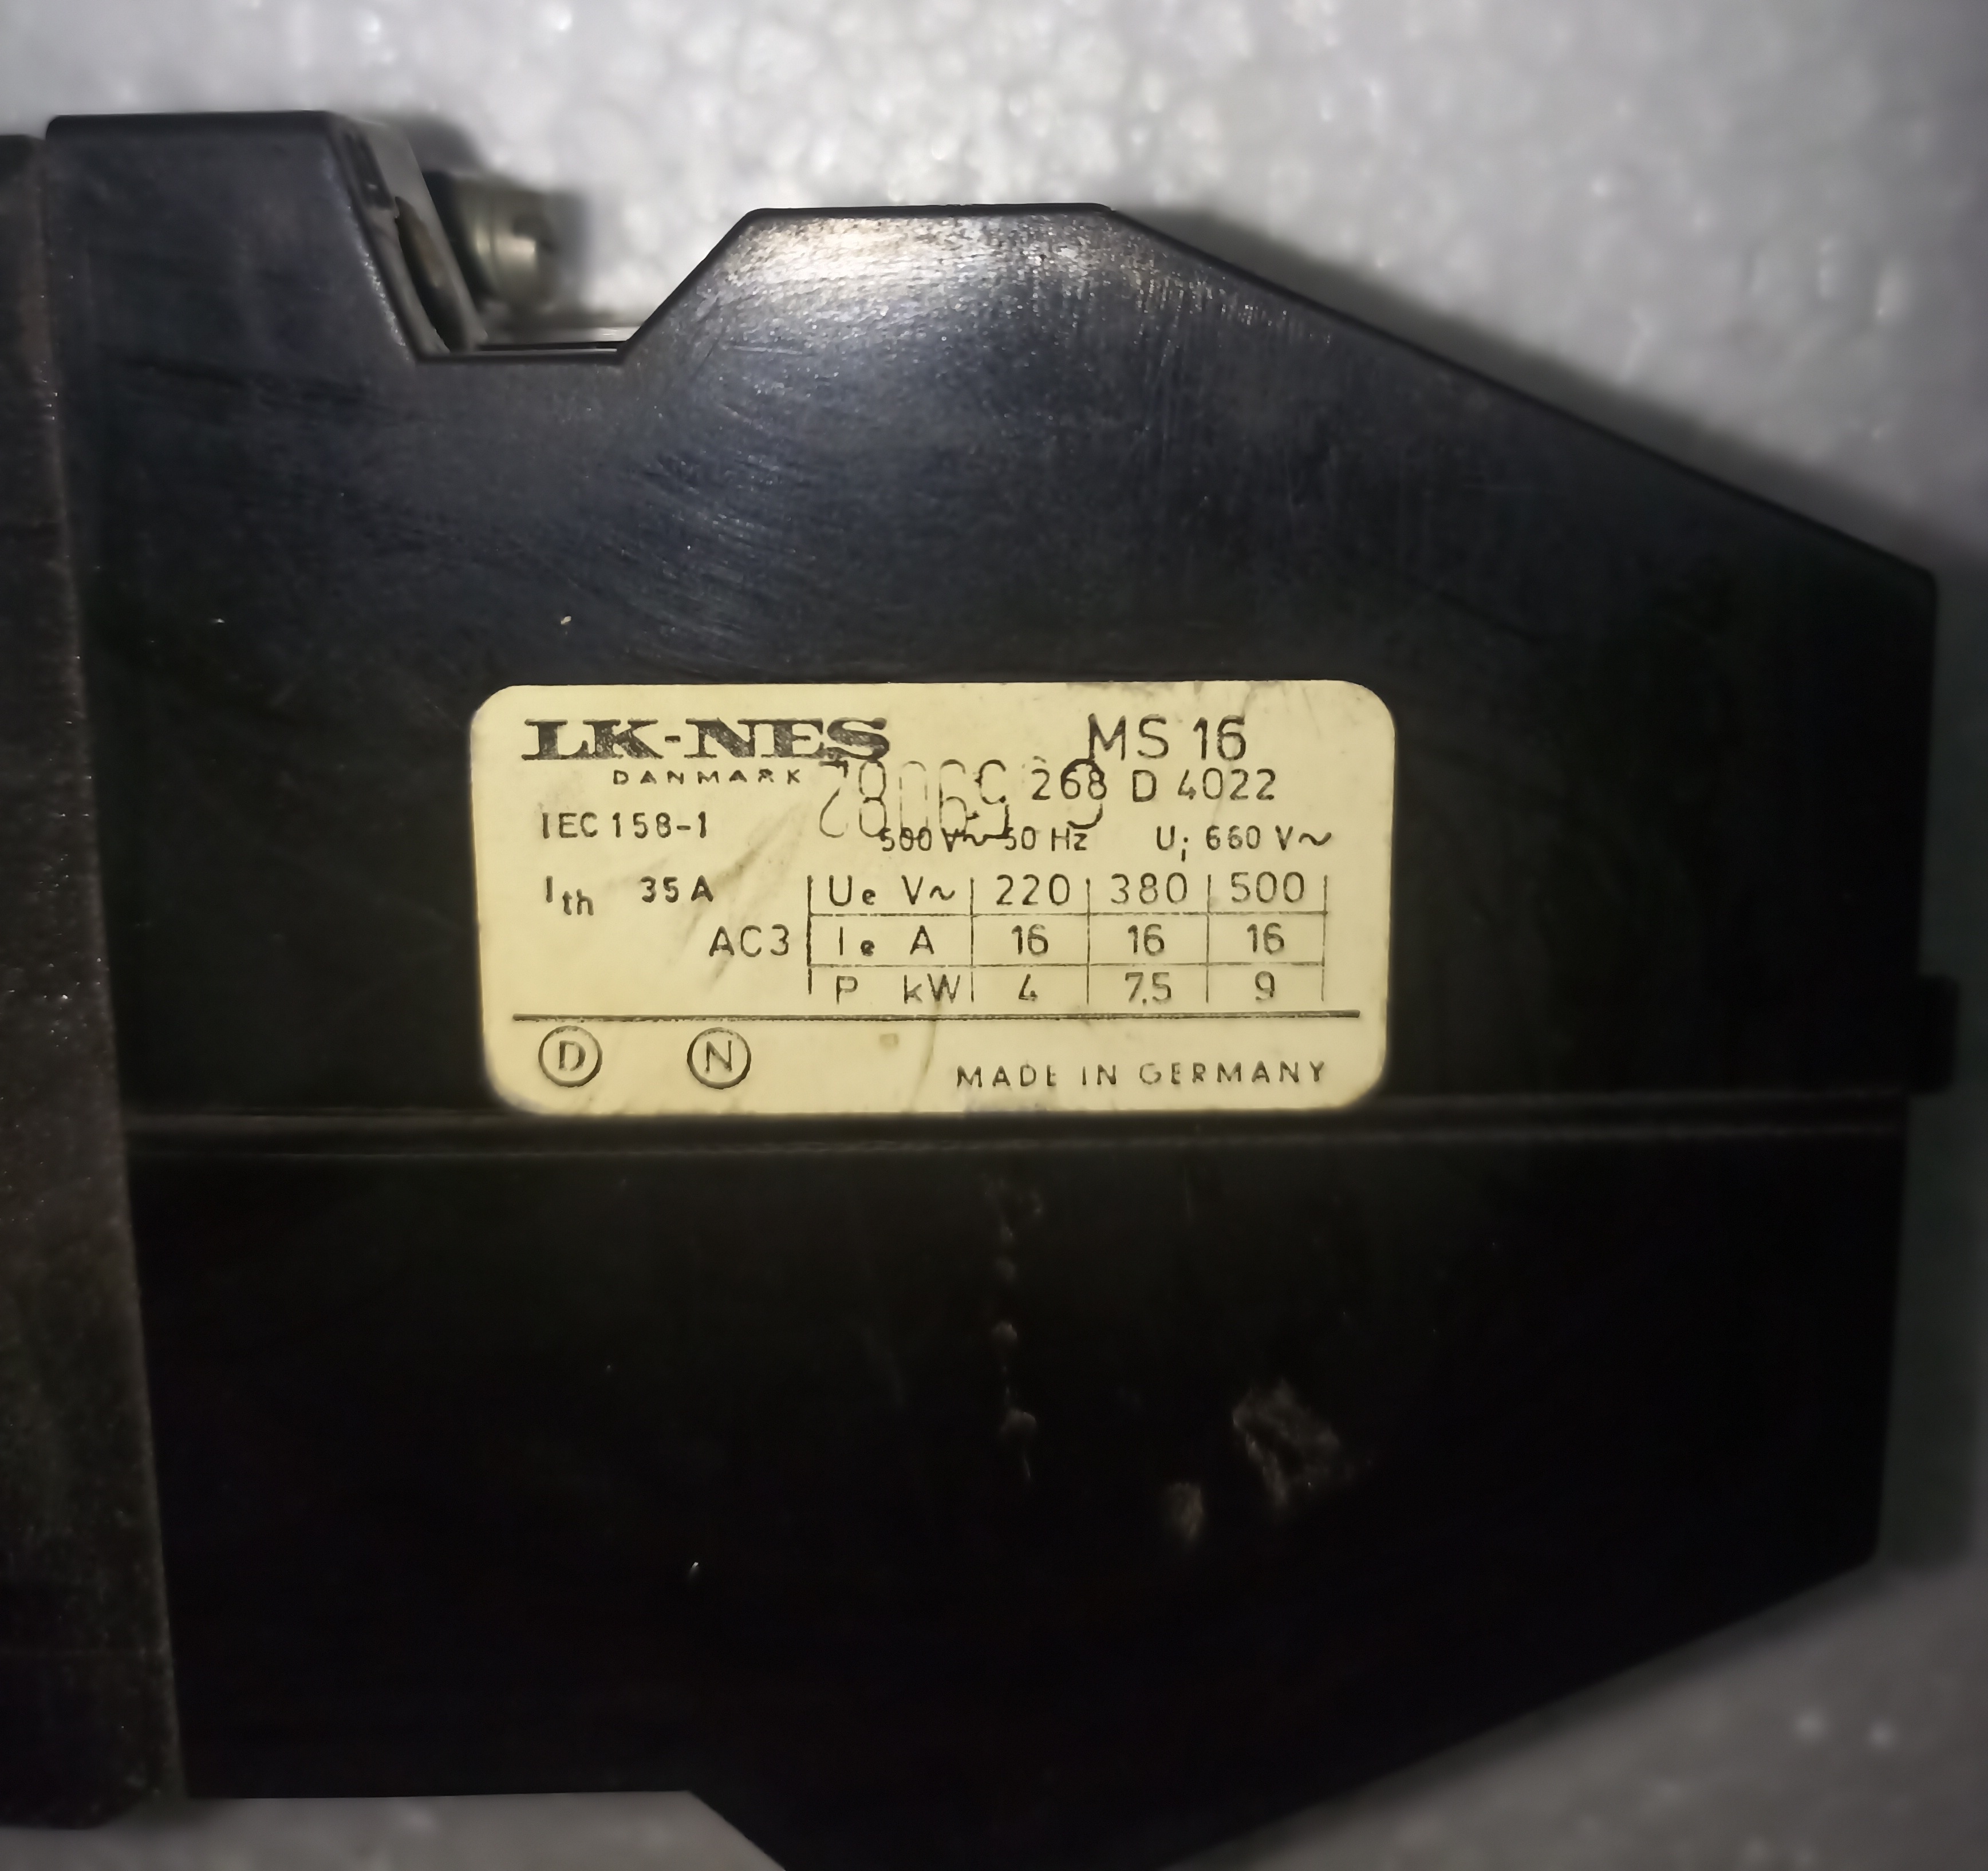 LK-NES MS 16
DANMARK 268 D 4022
IEC 158-1 500 V~ 50 Hz Ui 660 V~
Ith 35 A Ue V~ 220 380 500
AC3 Ie A 16 16 16
P kW 4 7,5 9
D N MADE IN GERMANY